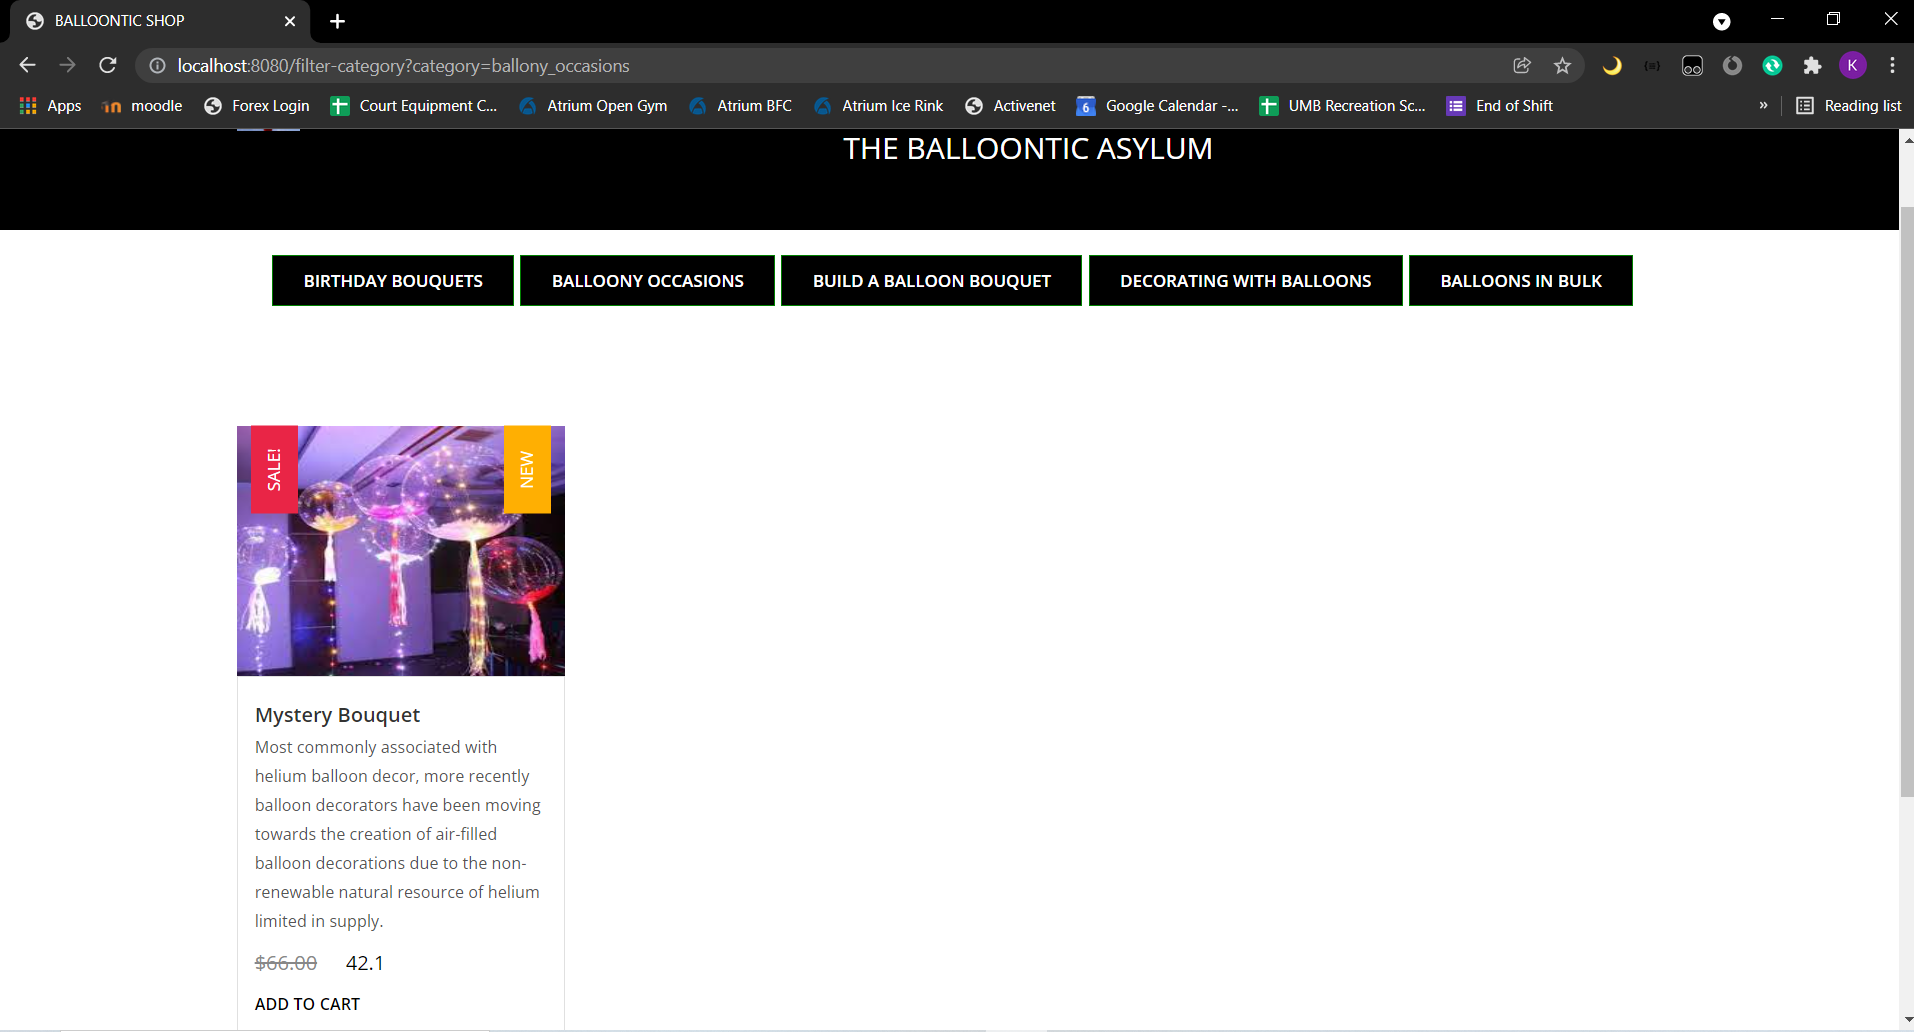 BALLOONTIC SHOP
localhost:8080/filter-category?category=ballony_occasions
K
Apps moodle Forex Login Court Equipment C... Atrium Open Gym Atrium BFC Atrium Ice Rink Activenet 6 Google Calendar -... UMB Recreation Sc... End of Shift » Reading list
THE BALLOONTIC ASYLUM
BIRTHDAY BOUQUETS BALLOONY OCCASIONS BUILD A BALLOON BOUQUET DECORATING WITH BALLOONS BALLOONS IN BULK
SALE!
NEW
Mystery Bouquet
Most commonly associated with
helium balloon decor, more recently
balloon decorators have been moving
towards the creation of air-filled
balloon decorations due to the non-
renewable natural resource of helium
limited in supply.
$66.00 42.1
ADD TO CART